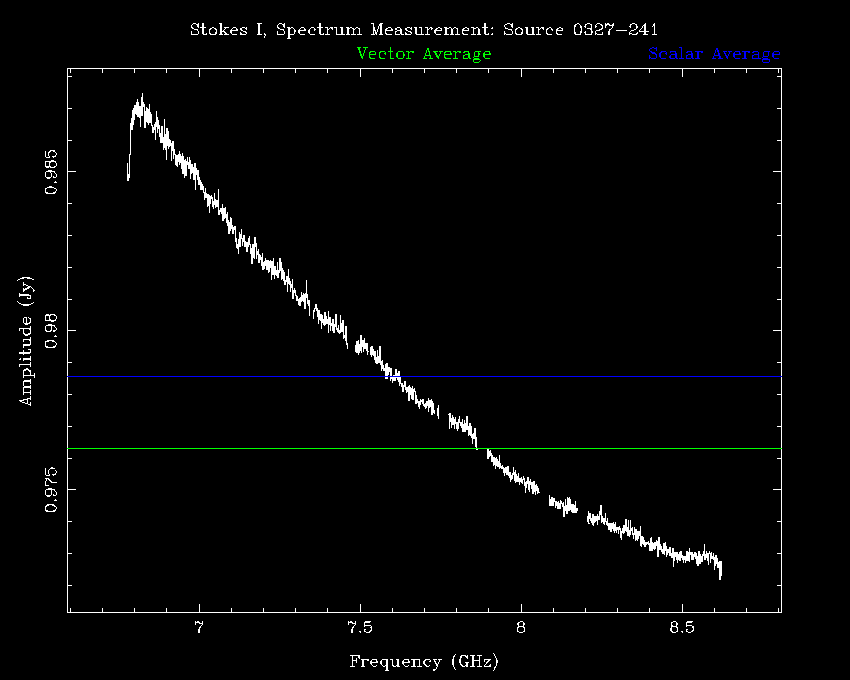 Stokes I, Spectrum Measurement: Source 0327-241
Vector Average
Scalar Average
Amplitude (Jy)
0.985
0.98
0.975
7
7.5
8
8.5
Frequency (GHz)